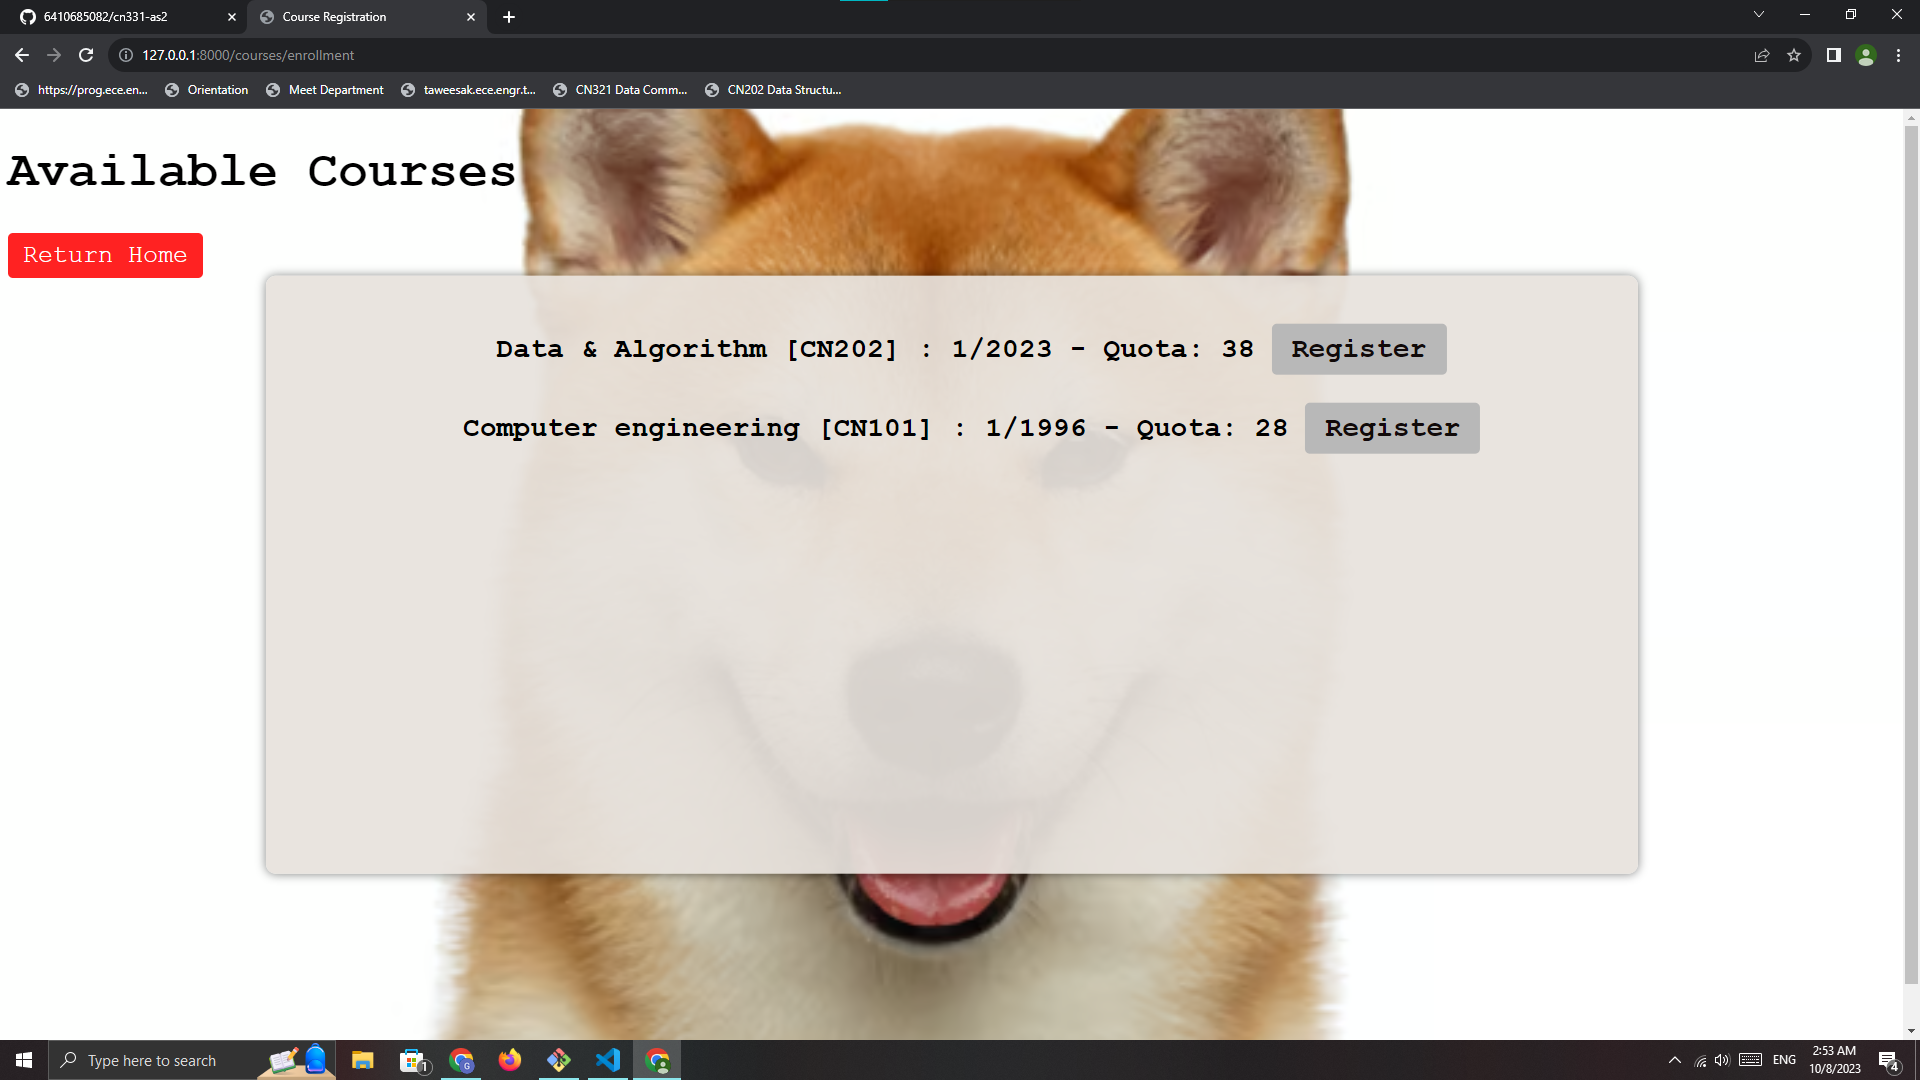 6410685082/cn331-as2
Course Registration
127.0.0.1:8000/courses/enrollment
https://prog.ece.en...
Orientation
Meet Department
taweesak.ece.engr.t...
CN321 Data Comm...
CN202 Data Structu...
Available Courses
Return Home
Data & Algorithm [CN202] : 1/2023 - Quota: 38 Register
Computer engineering [CN101] : 1/1996 - Quota: 28 Register
Type here to search
1
G
ENG
2:53 AM
10/8/2023
4